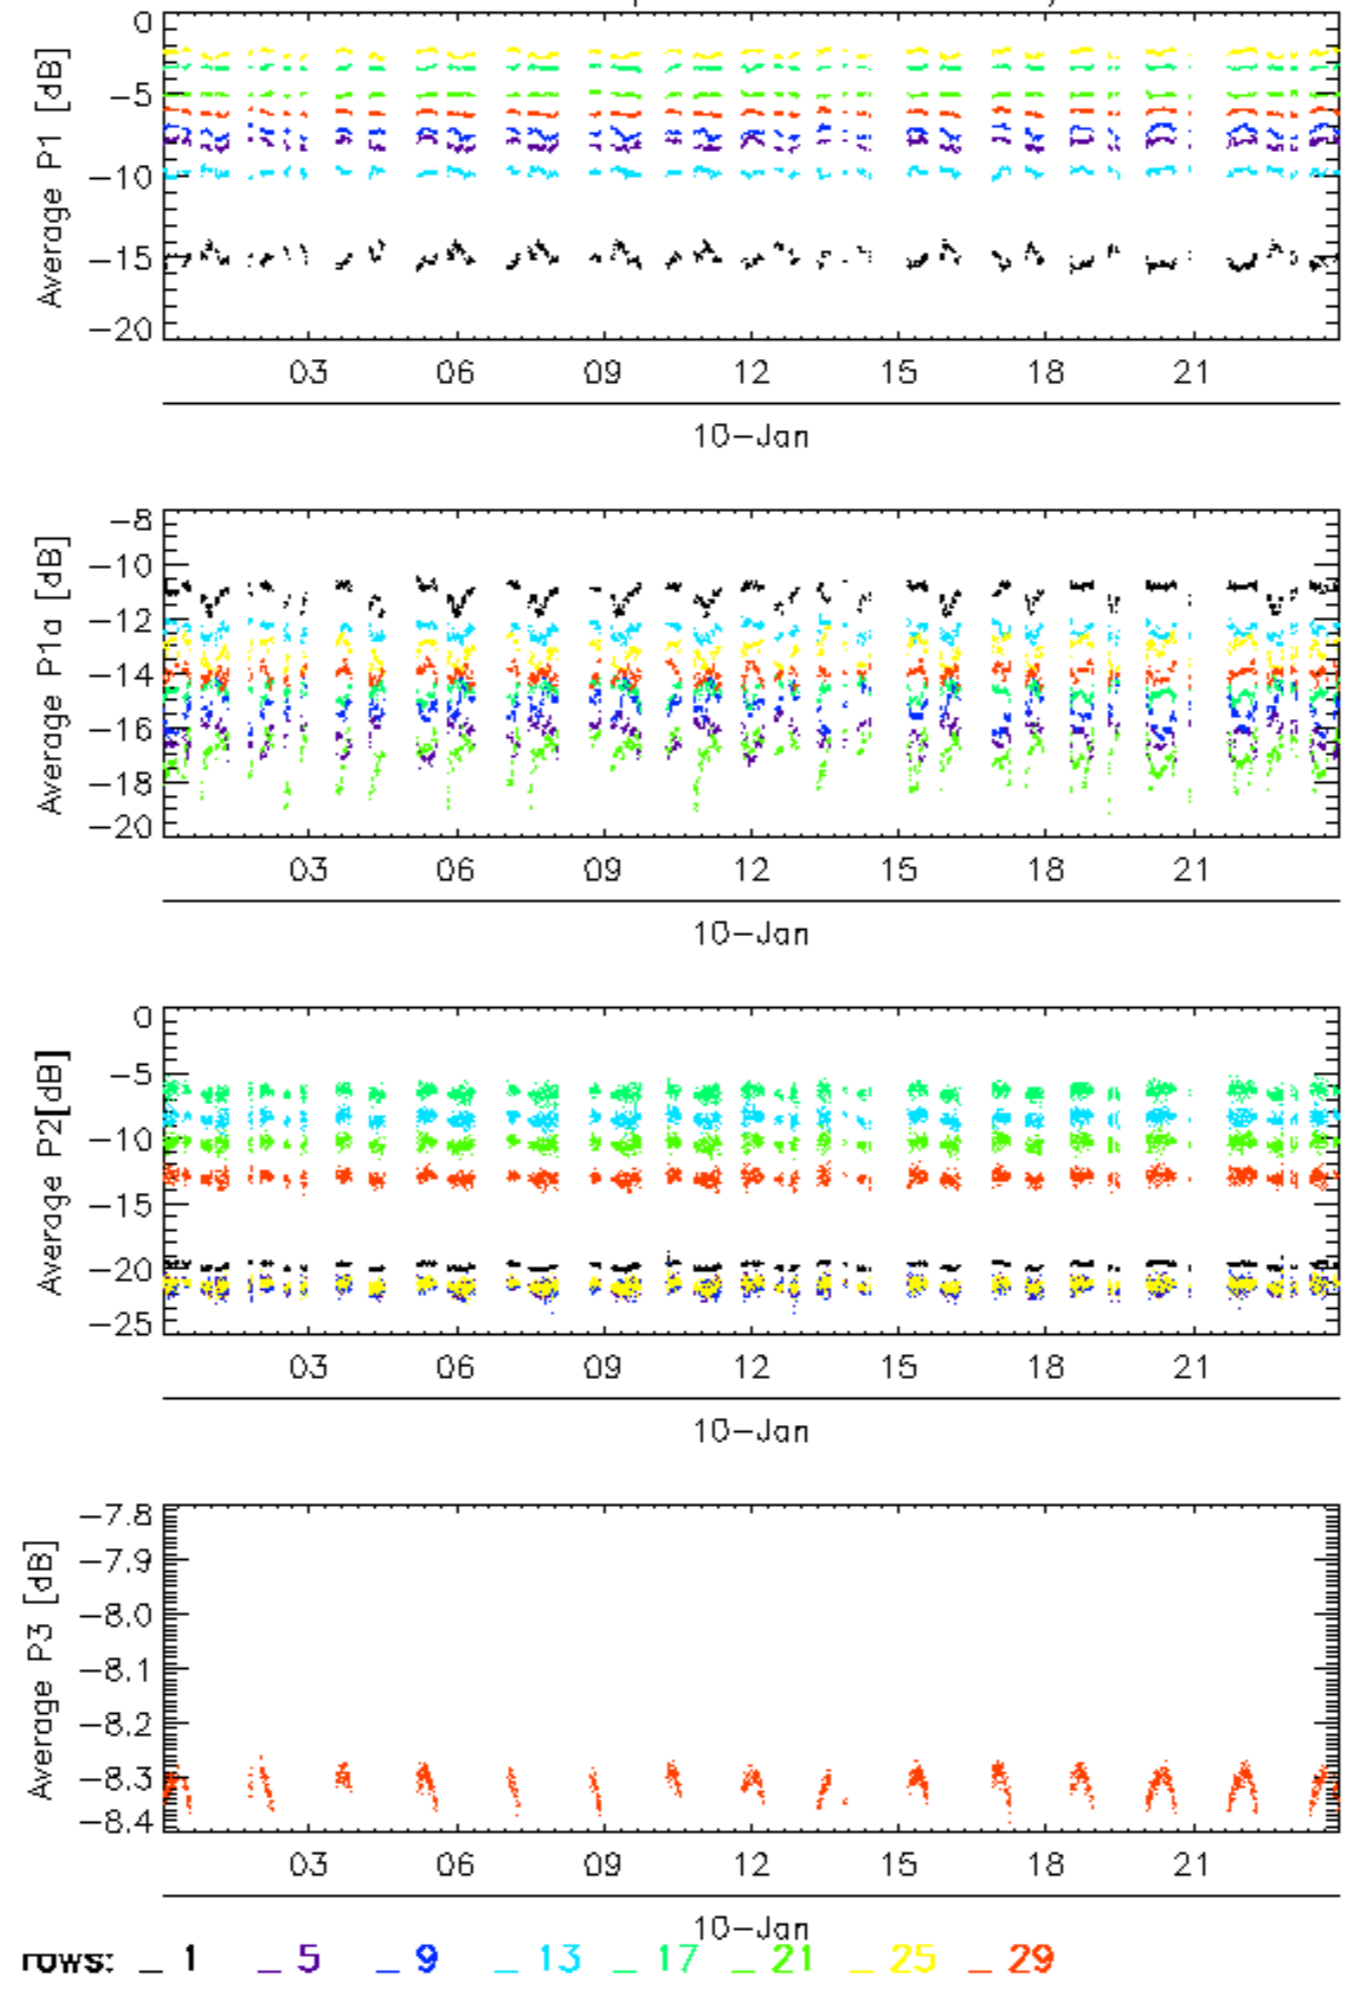 0
−5
−10
−15
−20
Average P1 [dB]
03 06 09 12 15 18 21
10−Jan
−8
−10
−12
−14
−16
−18
−20
Average P1a [dB]
03 06 09 12 15 18 21
10−Jan
0
−5
−10
−15
−20
−25
Average P2[dB]
03 06 09 12 15 18 21
10−Jan
−7.8
−7.9
−8.0
−8.1
−8.2
−8.3
−8.4
Average P3 [dB]
03 06 09 12 15 18 21
10−Jan
rows: _ 1 _ 5 _ 9 _ 13 _ 17 _ 21 _ 25 _ 29